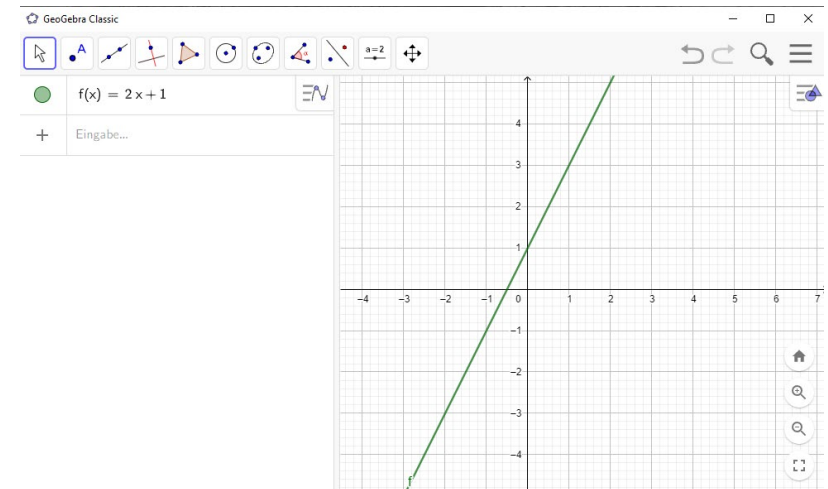 GeoGebra Classic
A
α
a=2
f(x) = 2 x + 1
Eingabe...
4
3
2
1
–4 –3 –2 –1 0 1 2 3 4 5 6 7
–1
–2
–3
–4
f